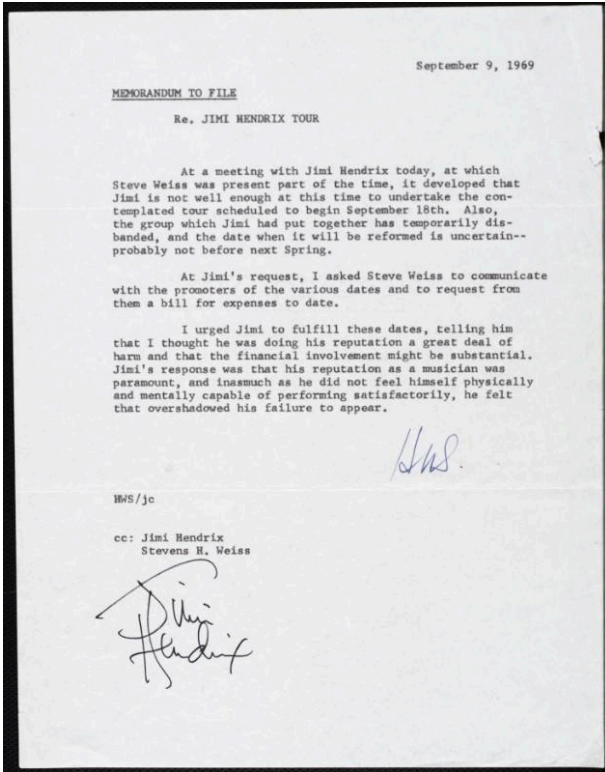 September 9, 1969
MEMORANDUM TO FILE
Re. JIMI HENDRIX TOUR
At a meeting with Jimi Hendrix today, at which
Steve Weiss was present part of the time, it developed that
Jimi is not well enough at this time to undertake the con-
templated tour scheduled to begin September 18th. Also,
the group which Jimi had put together has temporarily dis-
banded, and the date when it will be reformed is uncertain--
probably not before next Spring.
At Jimi's request, I asked Steve Weiss to communicate
with the promoters of the various dates and to request from
them a bill for expenses to date.
I urged Jimi to fulfill these dates, telling him
that I thought he was doing his reputation a great deal of
harm and that the financial involvement might be substantial.
Jimi's response was that his reputation as a musician was
paramount, and inasmuch as he did not feel himself physically
and mentally capable of performing satisfactorily, he felt
that overshadowed his failure to appear.
HWS.
HWS/jc
cc: Jimi Hendrix
Stevens H. Weiss
Jimi
Hendrix